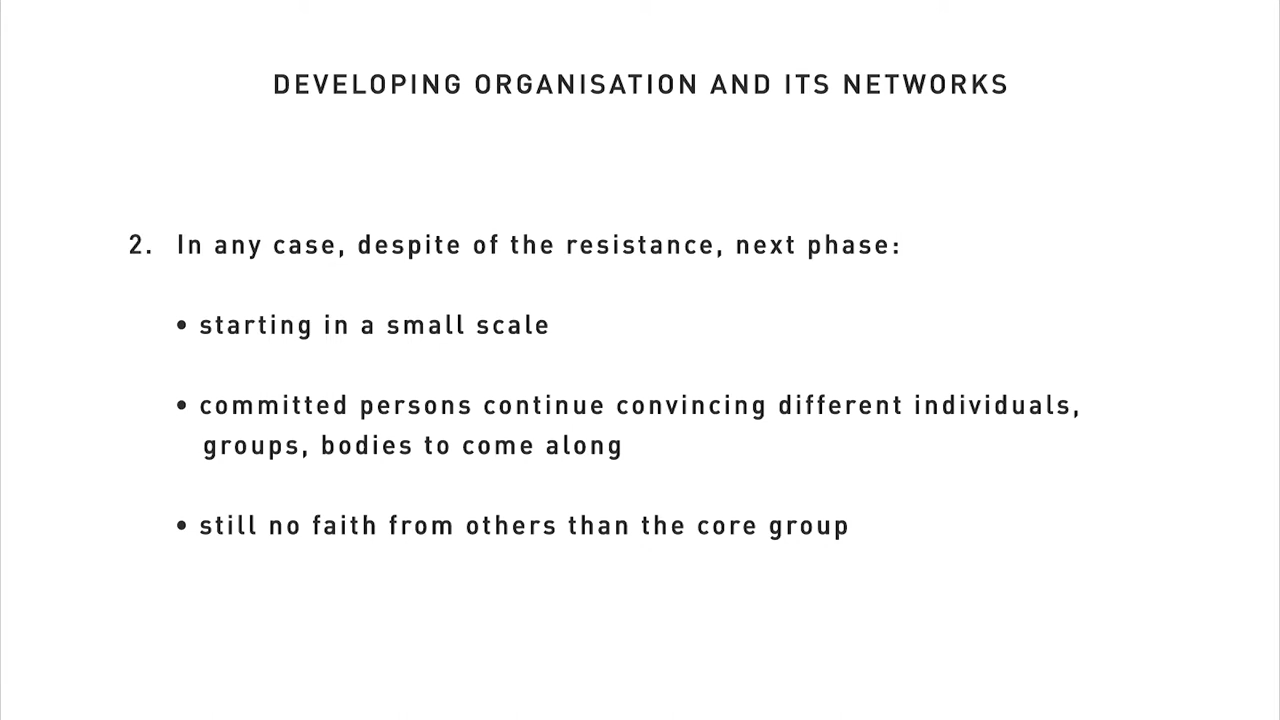 DEVELOPING ORGANISATION AND ITS NETWORKS
2. In any case, despite of the resistance, next phase:
• starting in a small scale
• committed persons continue convincing different individuals,
groups, bodies to come along
• still no faith from others than the core group